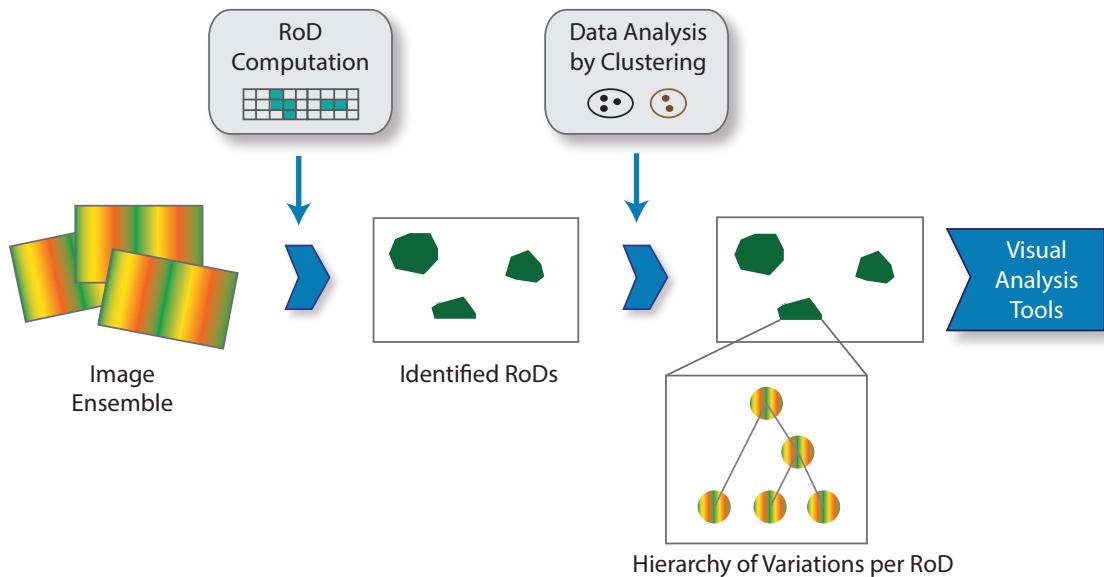 RoD
Computation
Data Analysis
by Clustering
Image
Ensemble
Identified RoDs
Visual
Analysis
Tools
Hierarchy of Variations per RoD